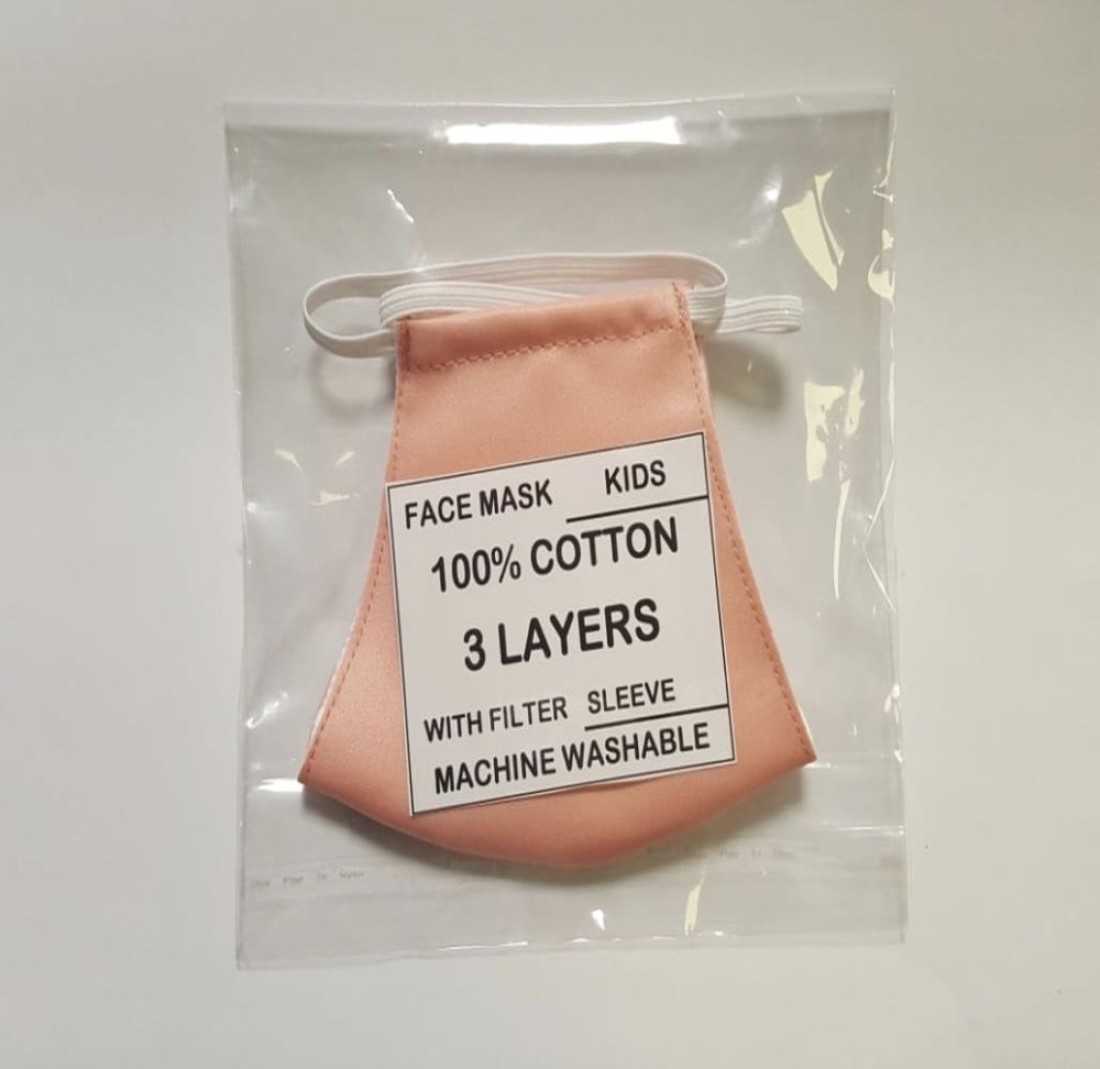 FACE MASK KIDS
100% COTTON
3 LAYERS
WITH FILTER SLEEVE
MACHINE WASHABLE